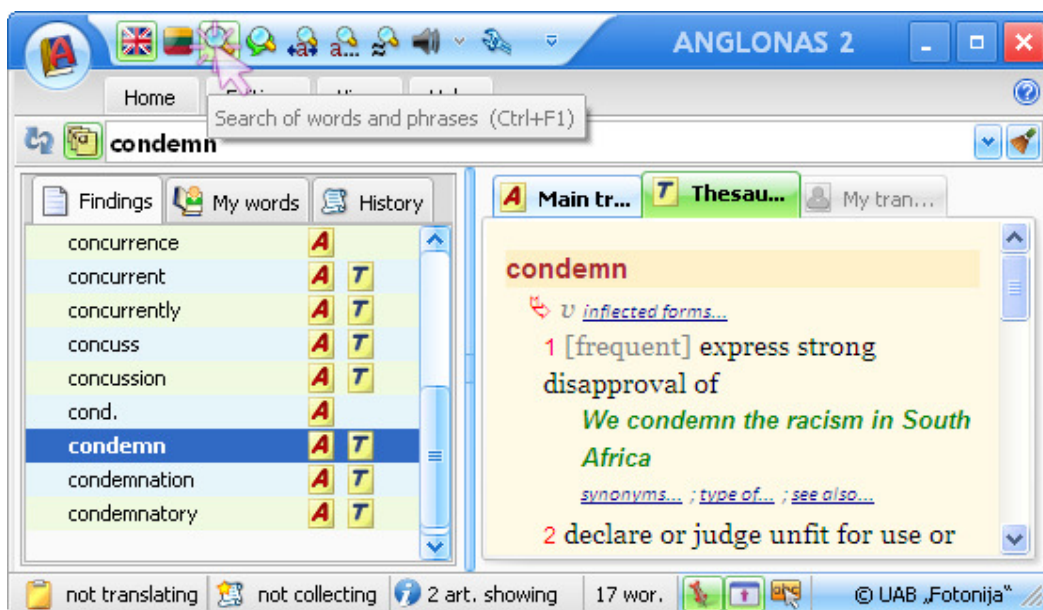 ANGLONAS 2
Home
Search of words and phrases (Ctrl+F1)
condemn
Findings My words History
Main tr... Thesau... My tran...
concurrence A
concurrent A T
concurrently A T
concuss A T
concussion A T
cond. A
condemn A T
condemnation A T
condemnatory A T
condemn
v inflected forms...
1 [frequent] express strong
disapproval of
We condemn the racism in South
Africa
synonyms... ; type of... ; see also...
2 declare or judge unfit for use or
not translating not collecting 2 art. showing 17 wor. © UAB „Fotonija“